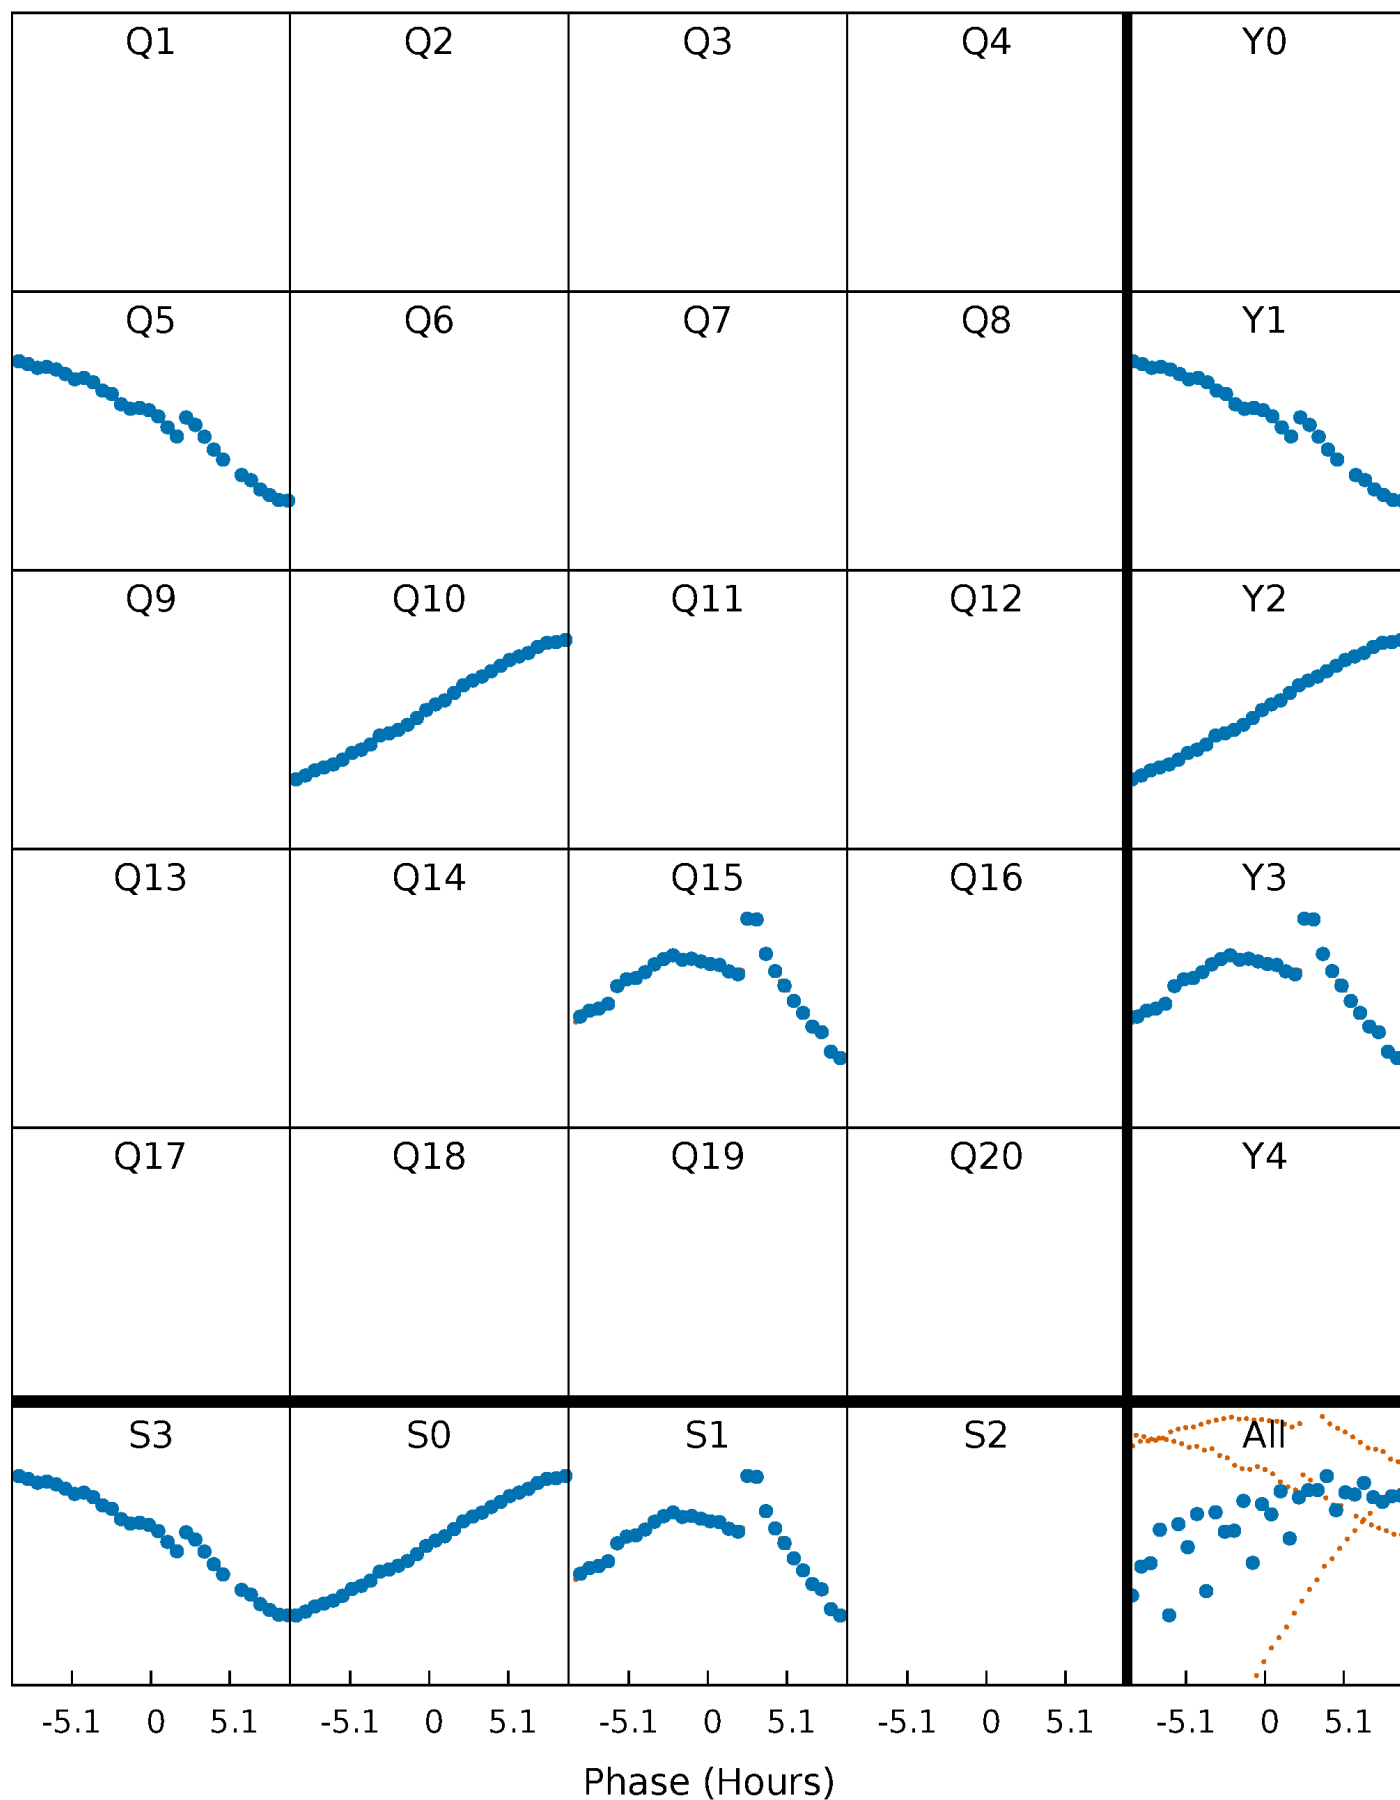 Q1 Q2 Q3 Q4 Y0
Q5 Q6 Q7 Q8 Y1
Q9 Q10 Q11 Q12 Y2
Q13 Q14 Q15 Q16 Y3
Q17 Q18 Q19 Q20 Y4
S3 S0 S1 S2 All
-5.1 0 5.1 -5.1 0 5.1 -5.1 0 5.1 -5.1 0 5.1 -5.1 0 5.1
Phase (Hours)